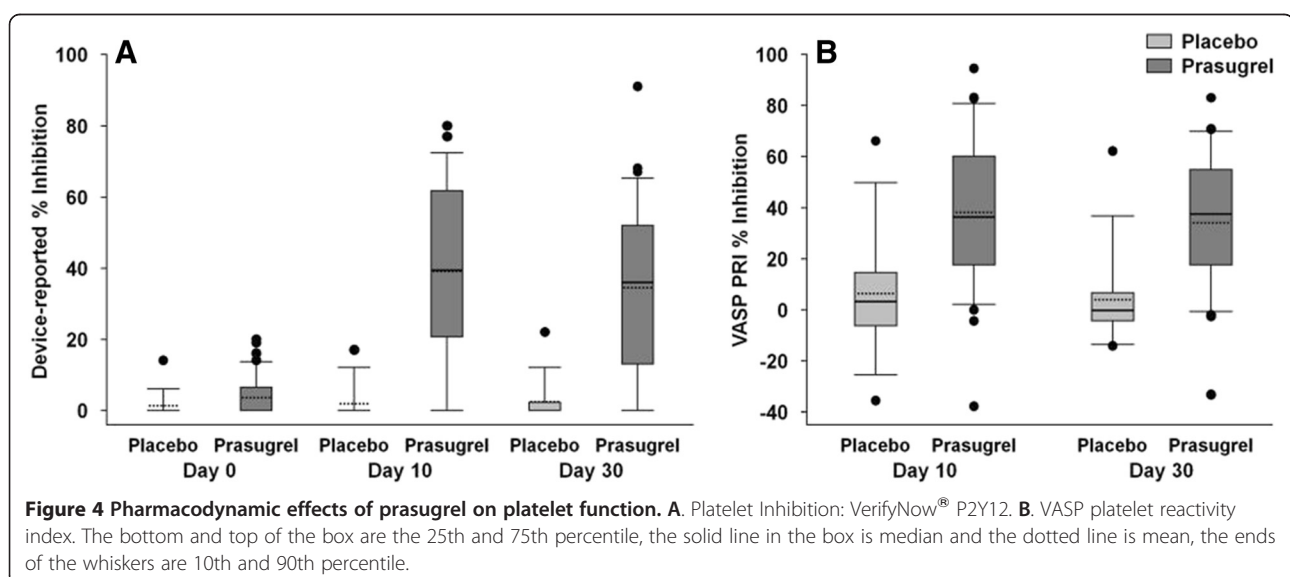 A
100
80
60
40
20
0
Device-reported % Inhibition
Placebo Prasugrel Placebo Prasugrel Placebo Prasugrel
Day 0 Day 10 Day 30
B
Placebo
Prasugrel
100
80
60
40
20
0
-20
-40
VASP PRI % Inhibition
Placebo Prasugrel Placebo Prasugrel
Day 10 Day 30
Figure 4 Pharmacodynamic effects of prasugrel on platelet function. A. Platelet Inhibition: VerifyNow® P2Y12. B. VASP platelet reactivity
index. The bottom and top of the box are the 25th and 75th percentile, the solid line in the box is median and the dotted line is mean, the ends
of the whiskers are 10th and 90th percentile.